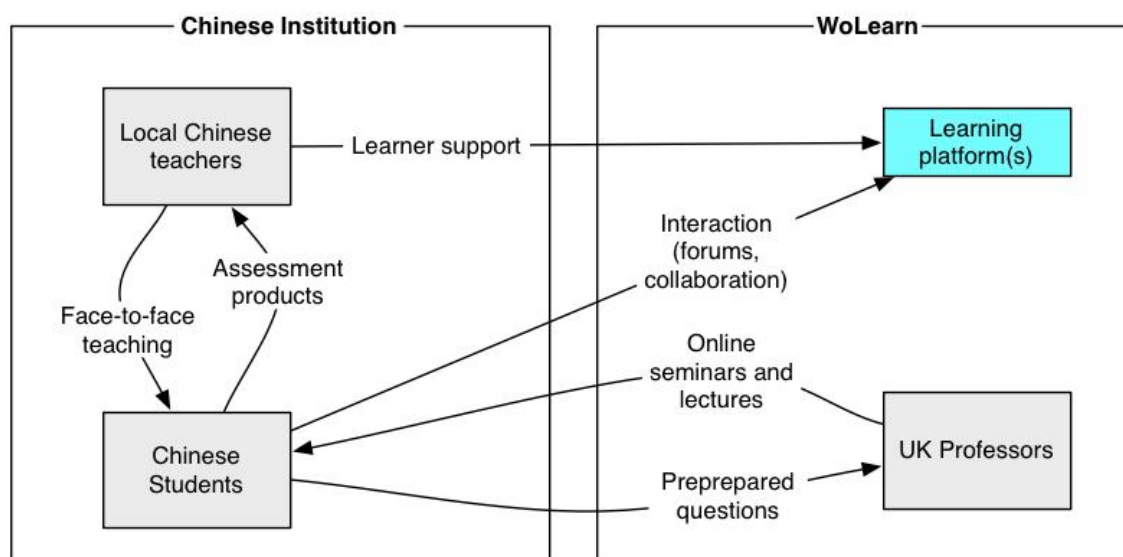 Chinese Institution
WoLearn
Local Chinese
teachers
Learner support
Learning
platform(s)
Interaction
(forums,
collaboration)
Assessment
products
Face-to-face
teaching
Online
seminars and
lectures
Chinese
Students
UK Professors
Preprepared
questions